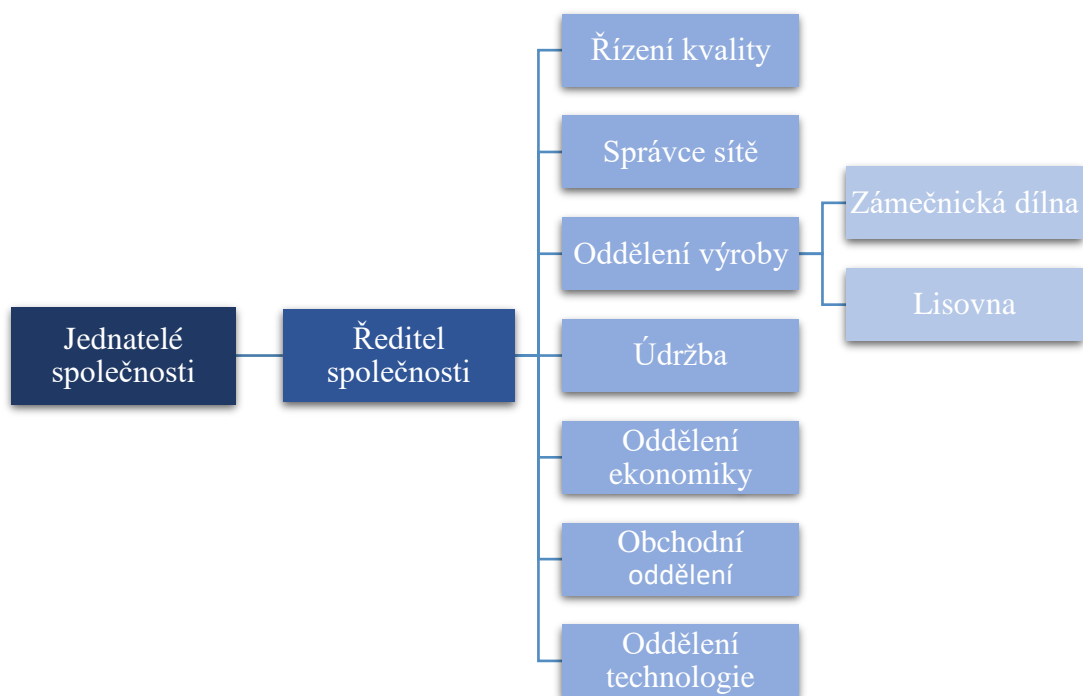 Jednatelé
společnosti
Ředitel
společnosti
Řízení kvality
Správce sítě
Oddělení výroby
Zámečnická dílna
Lisovna
Údržba
Oddělení
ekonomiky
Obchodní
oddělení
Oddělení
technologie